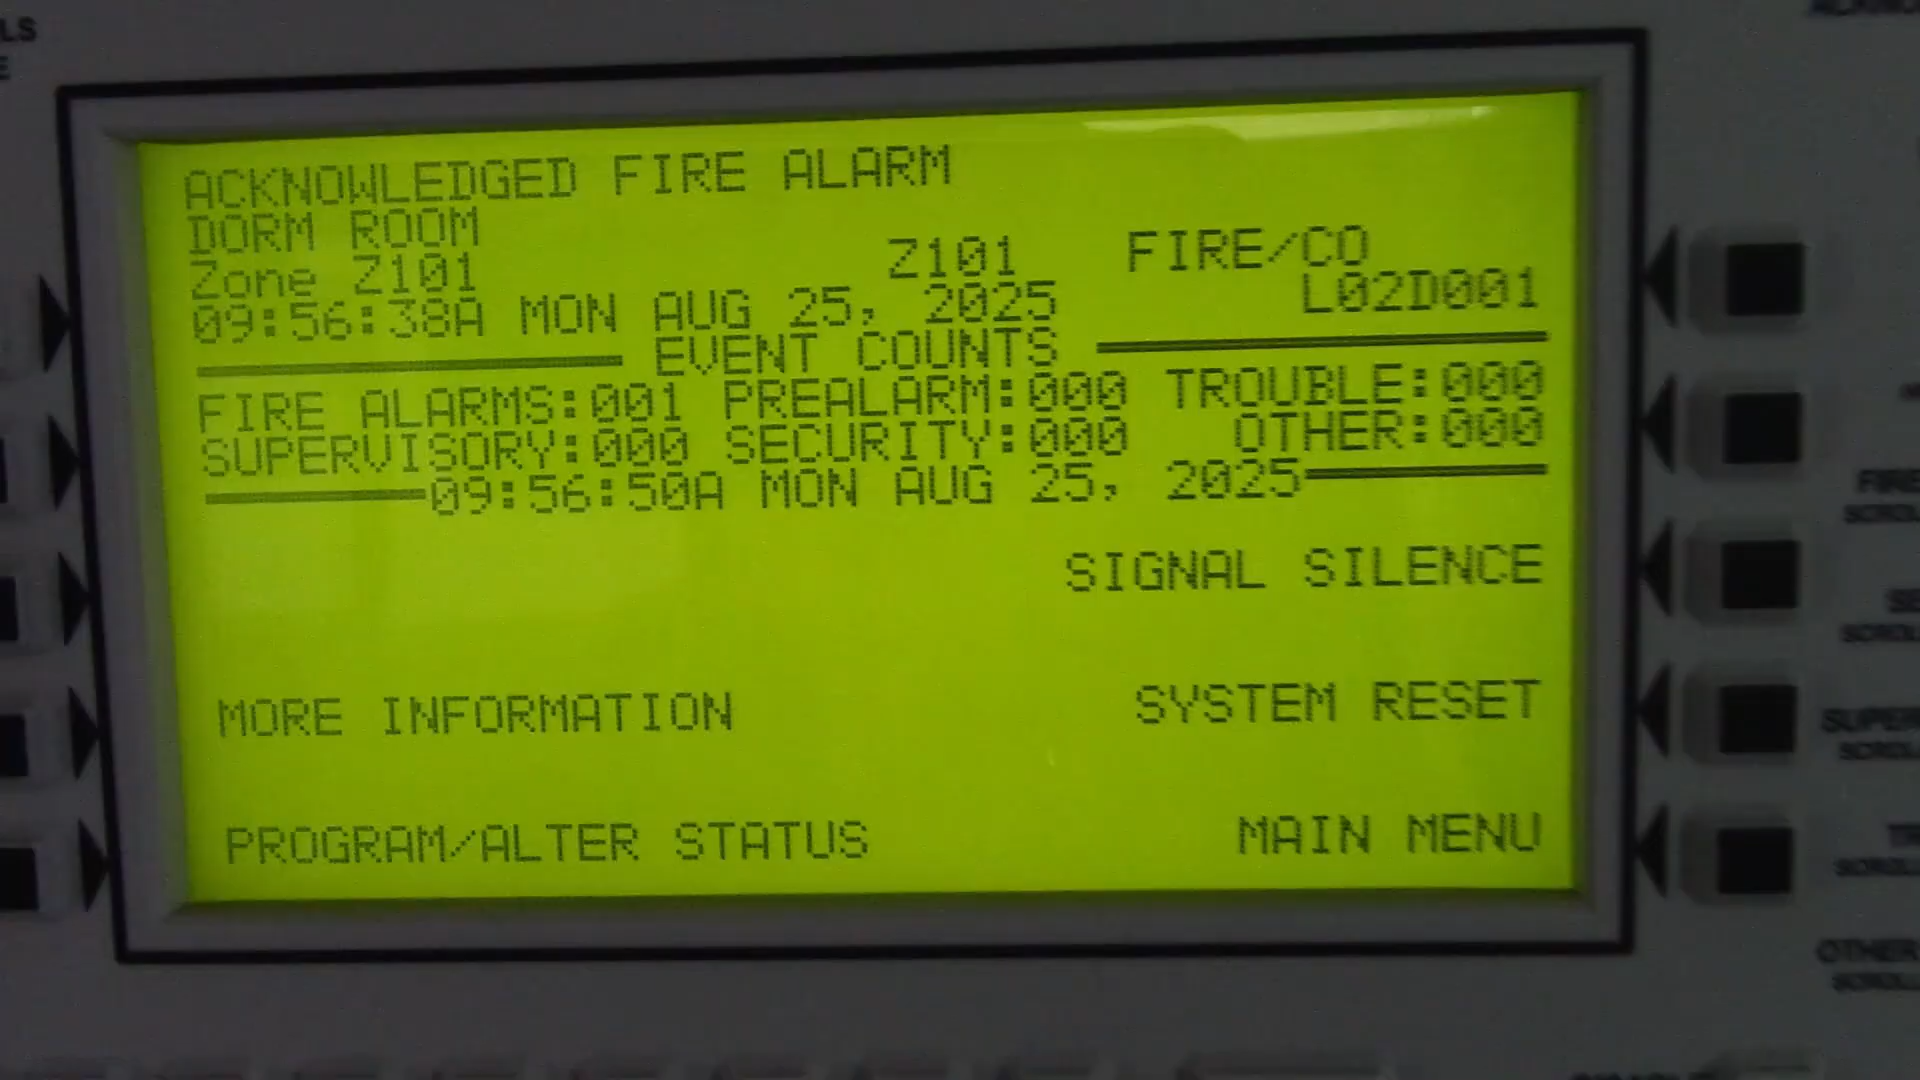 ACKNOWLEDGED FIRE ALARM
DORM ROOM
Zone Z101 Z101 FIRE/CO
09:56:38A MON AUG 25, 2025 L02D001
EVENT COUNTS
FIRE ALARMS:001 PREALARM:000 TROUBLE:000
SUPERVISORY:000 SECURITY:000 OTHER:000
09:56:50A MON AUG 25, 2025
SIGNAL SILENCE
MORE INFORMATION SYSTEM RESET
PROGRAM/ALTER STATUS MAIN MENU